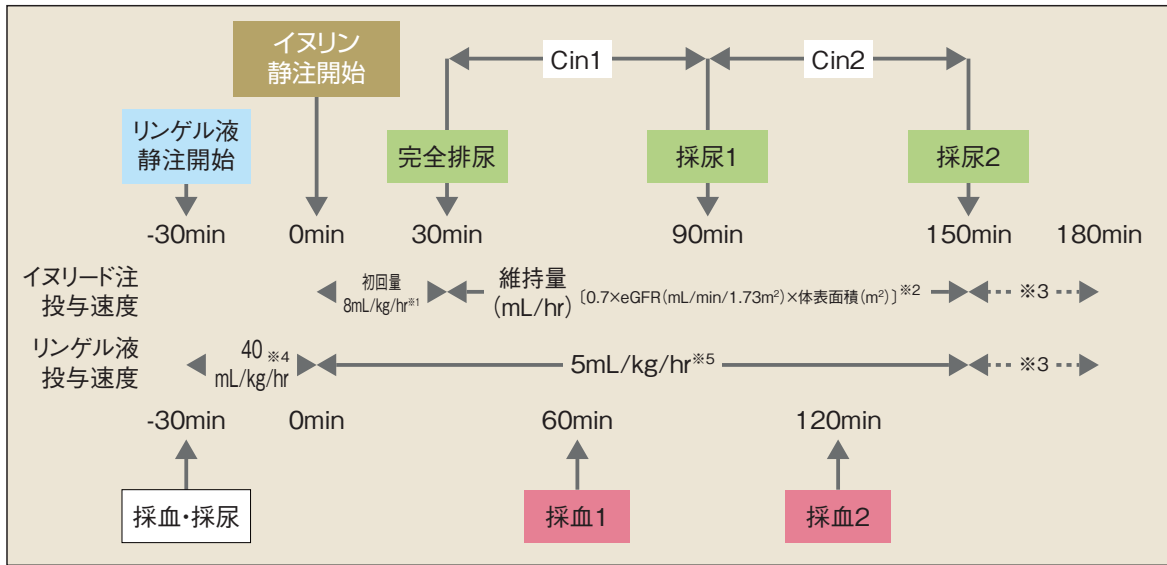 イヌリン
静注開始
Cin1
Cin2
リンゲル液
静注開始
完全排尿
採尿1
採尿2
-30min
0min
30min
90min
150min
180min
イヌリード注
投与速度
初回量
8mL/kg/hr※1
維持量
(mL/hr)
〔0.7×eGFR(mL/min/1.73m²)×体表面積(m²)〕※2
※3
リンゲル液
投与速度
40※4
mL/kg/hr
5mL/kg/hr※5
※3
-30min
0min
60min
120min
採血・採尿
採血1
採血2